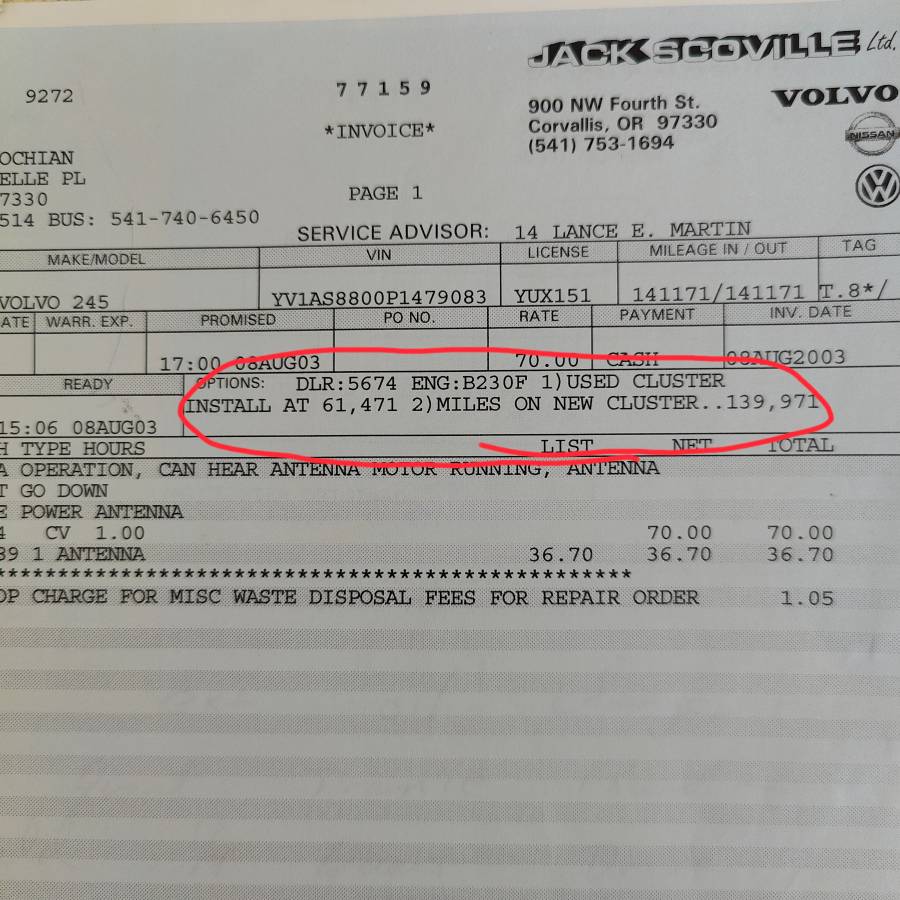 JACK SCOVILLE Ltd.
9272
77159
*INVOICE*
900 NW Fourth St.
Corvallis, OR 97330
(541) 753-1694
VOLVO
NISSAN
OCHIAN
ELLE PL
7330
514 BUS: 541-740-6450
PAGE 1
SERVICE ADVISOR: 14 LANCE E. MARTIN
MAKE/MODEL VIN LICENSE MILEAGE IN / OUT TAG
VOLVO 245 YV1AS8800P1479083 YUX151 141171/141171 T.8*/
ATE WARR. EXP. PROMISED PO NO. RATE PAYMENT INV. DATE
17:00 08AUG03 70.00 CASH 08AUG2003
READY OPTIONS: DLR:5674 ENG:B230F 1)USED CLUSTER
INSTALL AT 61,471 2)MILES ON NEW CLUSTER..139,971
15:06 08AUG03
H TYPE HOURS LIST NET TOTAL
A OPERATION, CAN HEAR ANTENNA MOTOR RUNNING, ANTENNA
T GO DOWN
E POWER ANTENNA
4 CV 1.00 70.00 70.00
39 1 ANTENNA 36.70 36.70 36.70
**************************************************
OP CHARGE FOR MISC WASTE DISPOSAL FEES FOR REPAIR ORDER 1.05